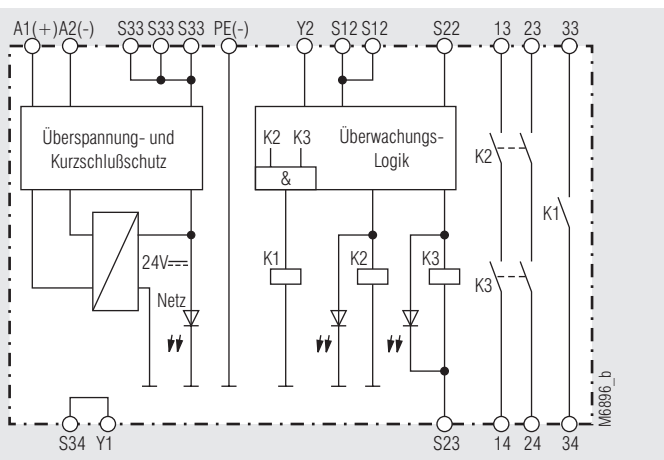 A1(+) A2(-) S33 S33 S33 PE(-) Y2 S12 S12 S22 13 23 33
Überspannung- und
Kurzschlußschutz
K2 K3
&
Überwachungs-
Logik
K2
K1
24V
Netz
K1 K2 K3
K3
M6896_b
S34 Y1 S23 14 24 34